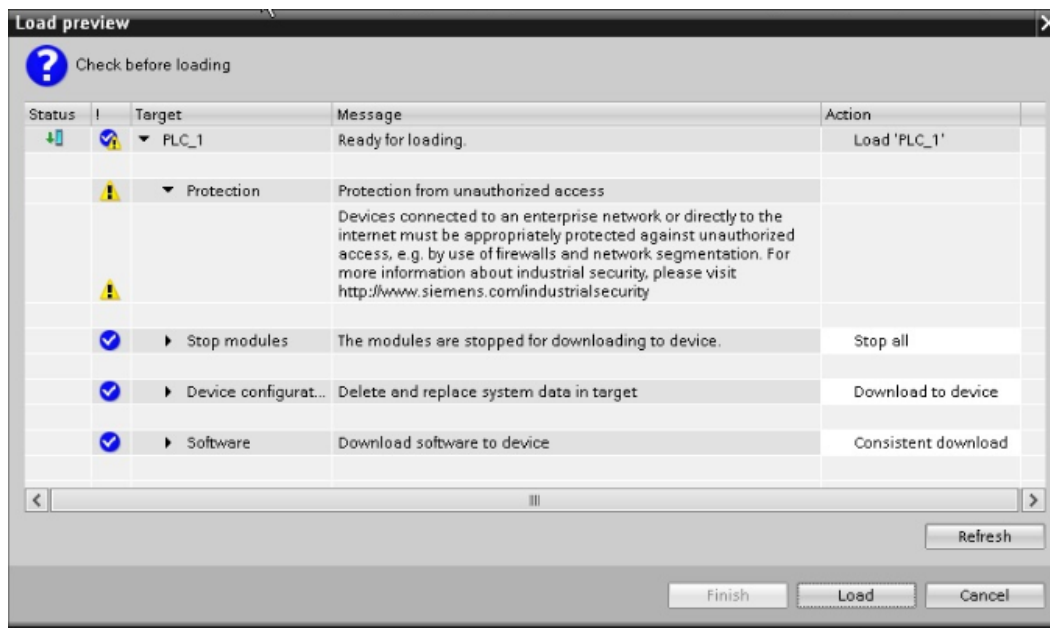 Load preview
Check before loading
Status ! Target Message Action
PLC_1 Ready for loading. Load 'PLC_1'
Protection Protection from unauthorized access
Devices connected to an enterprise network or directly to the
internet must be appropriately protected against unauthorized
access, e.g. by use of firewalls and network segmentation. For
more information about industrial security, please visit
http://www.siemens.com/industrialsecurity
Stop modules The modules are stopped for downloading to device. Stop all
Device configurat... Delete and replace system data in target Download to device
Software Download software to device Consistent download
Refresh
Finish Load Cancel